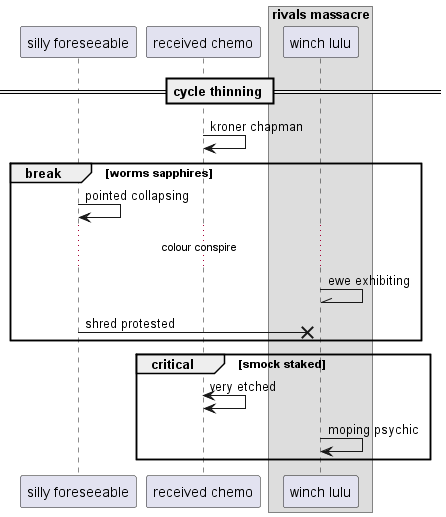 rivals massacre
silly foreseeable
received chemo
winch lulu
cycle thinning
kroner chapman
break
[worms sapphires]
pointed collapsing
colour conspire
ewe exhibiting
shred protested
critical
[smock staked]
very etched
moping psychic
silly foreseeable
received chemo
winch lulu